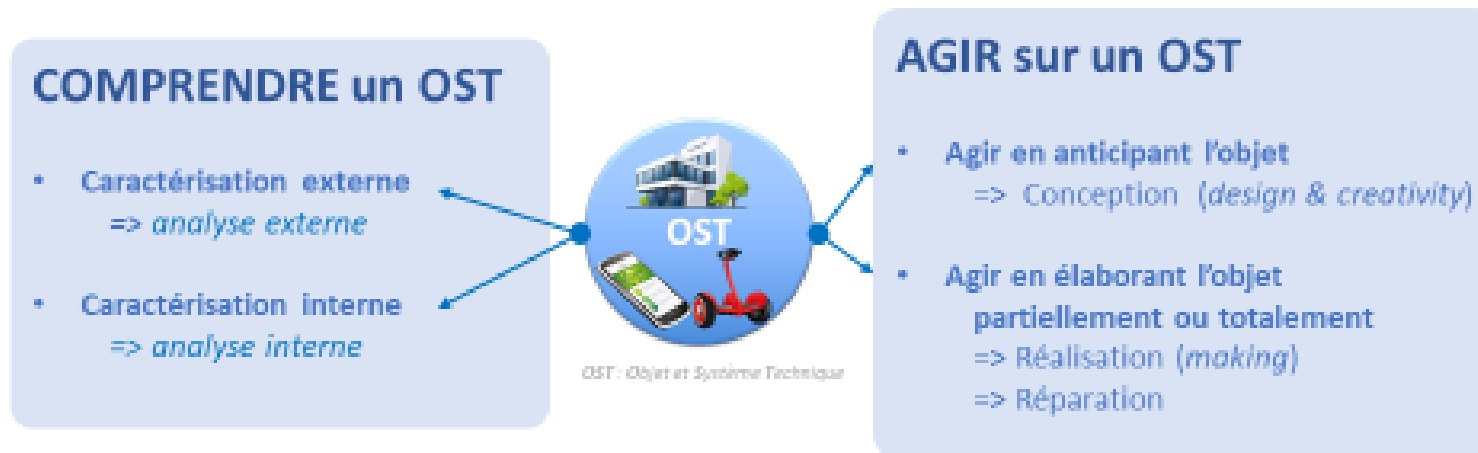 COMPRENDRE un OST
• Caractérisation externe
=> analyse externe
• Caractérisation interne
=> analyse interne
OST
OST : Objet et Système Technique
AGIR sur un OST
• Agir en anticipant l'objet
=> Conception (design & creativity)
• Agir en élaborant l'objet
partiellement ou totalement
=> Réalisation (making)
=> Réparation